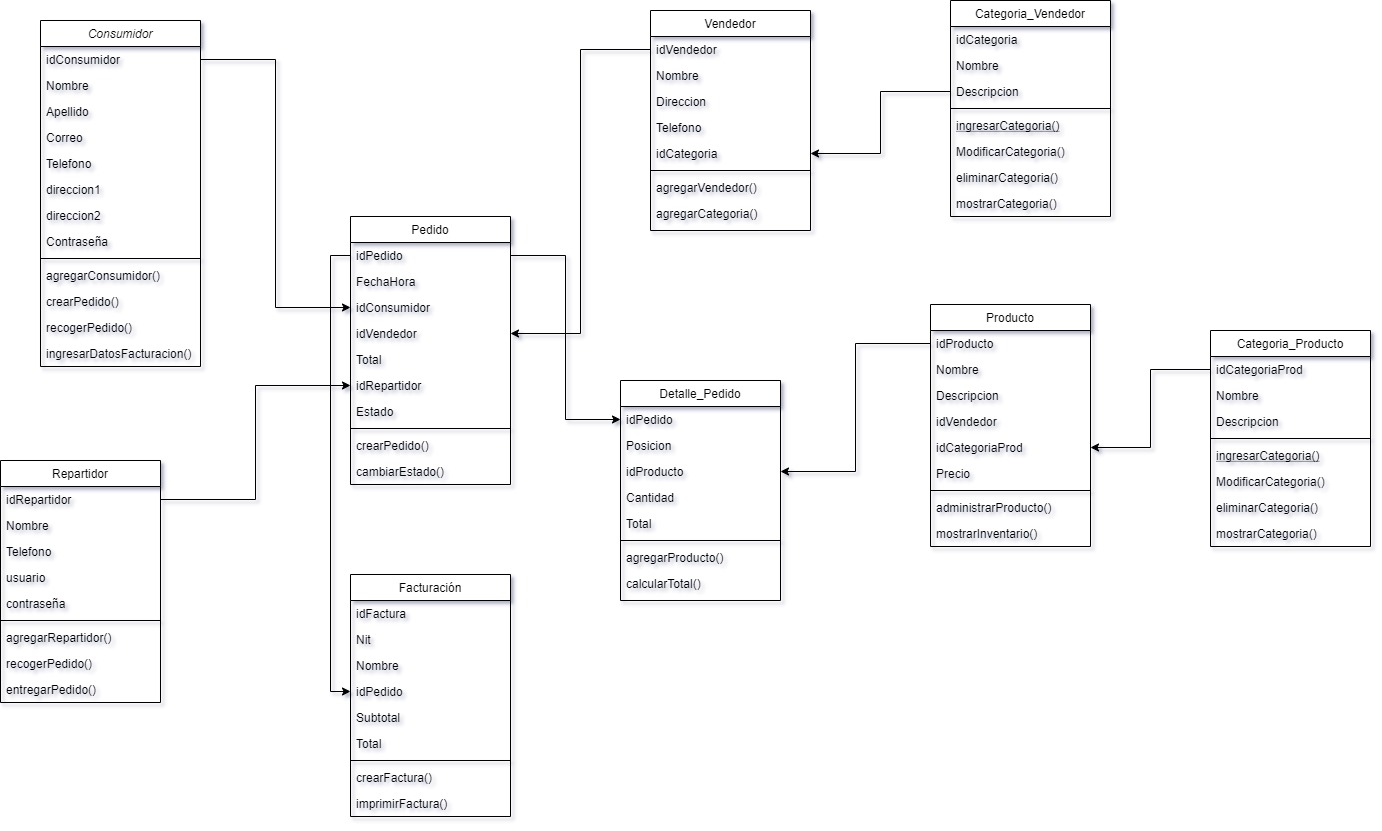 Consumidor
idConsumidor
Nombre
Apellido
Correo
Telefono
direccion1
direccion2
Contraseña
agregarConsumidor()
crearPedido()
recogerPedido()
ingresarDatosFacturacion()
Repartidor
idRepartidor
Nombre
Telefono
usuario
contraseña
agregarRepartidor()
recogerPedido()
entregarPedido()
Pedido
idPedido
FechaHora
idConsumidor
idVendedor
Total
idRepartidor
Estado
crearPedido()
cambiarEstado()
Facturación
idFactura
Nit
Nombre
idPedido
Subtotal
Total
crearFactura()
imprimirFactura()
Vendedor
idVendedor
Nombre
Direccion
Telefono
idCategoria
agregarVendedor()
agregarCategoria()
Detalle_Pedido
idPedido
Posicion
idProducto
Cantidad
Total
agregarProducto()
calcularTotal()
Categoria_Vendedor
idCategoria
Nombre
Descripcion
ingresarCategoria()
ModificarCategoria()
eliminarCategoria()
mostrarCategoria()
Producto
idProducto
Nombre
Descripcion
idVendedor
idCategoriaProd
Precio
administrarProducto()
mostrarInventario()
Categoria_Producto
idCategoriaProd
Nombre
Descripcion
ingresarCategoria()
ModificarCategoria()
eliminarCategoria()
mostrarCategoria()